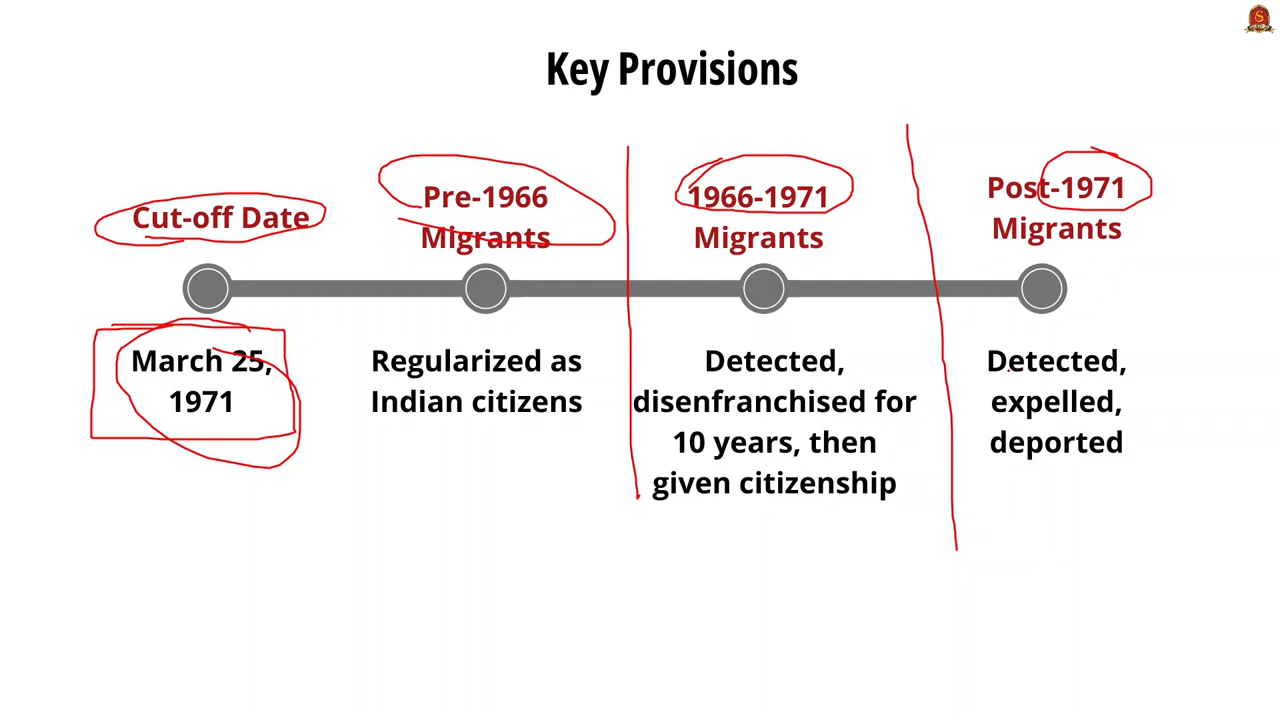 Key Provisions
Cut-off Date
March 25,
1971
Pre-1966
Migrants
Regularized as
Indian citizens
1966-1971
Migrants
Detected,
disenfranchised for
10 years, then
given citizenship
Post-1971
Migrants
Detected,
expelled,
deported